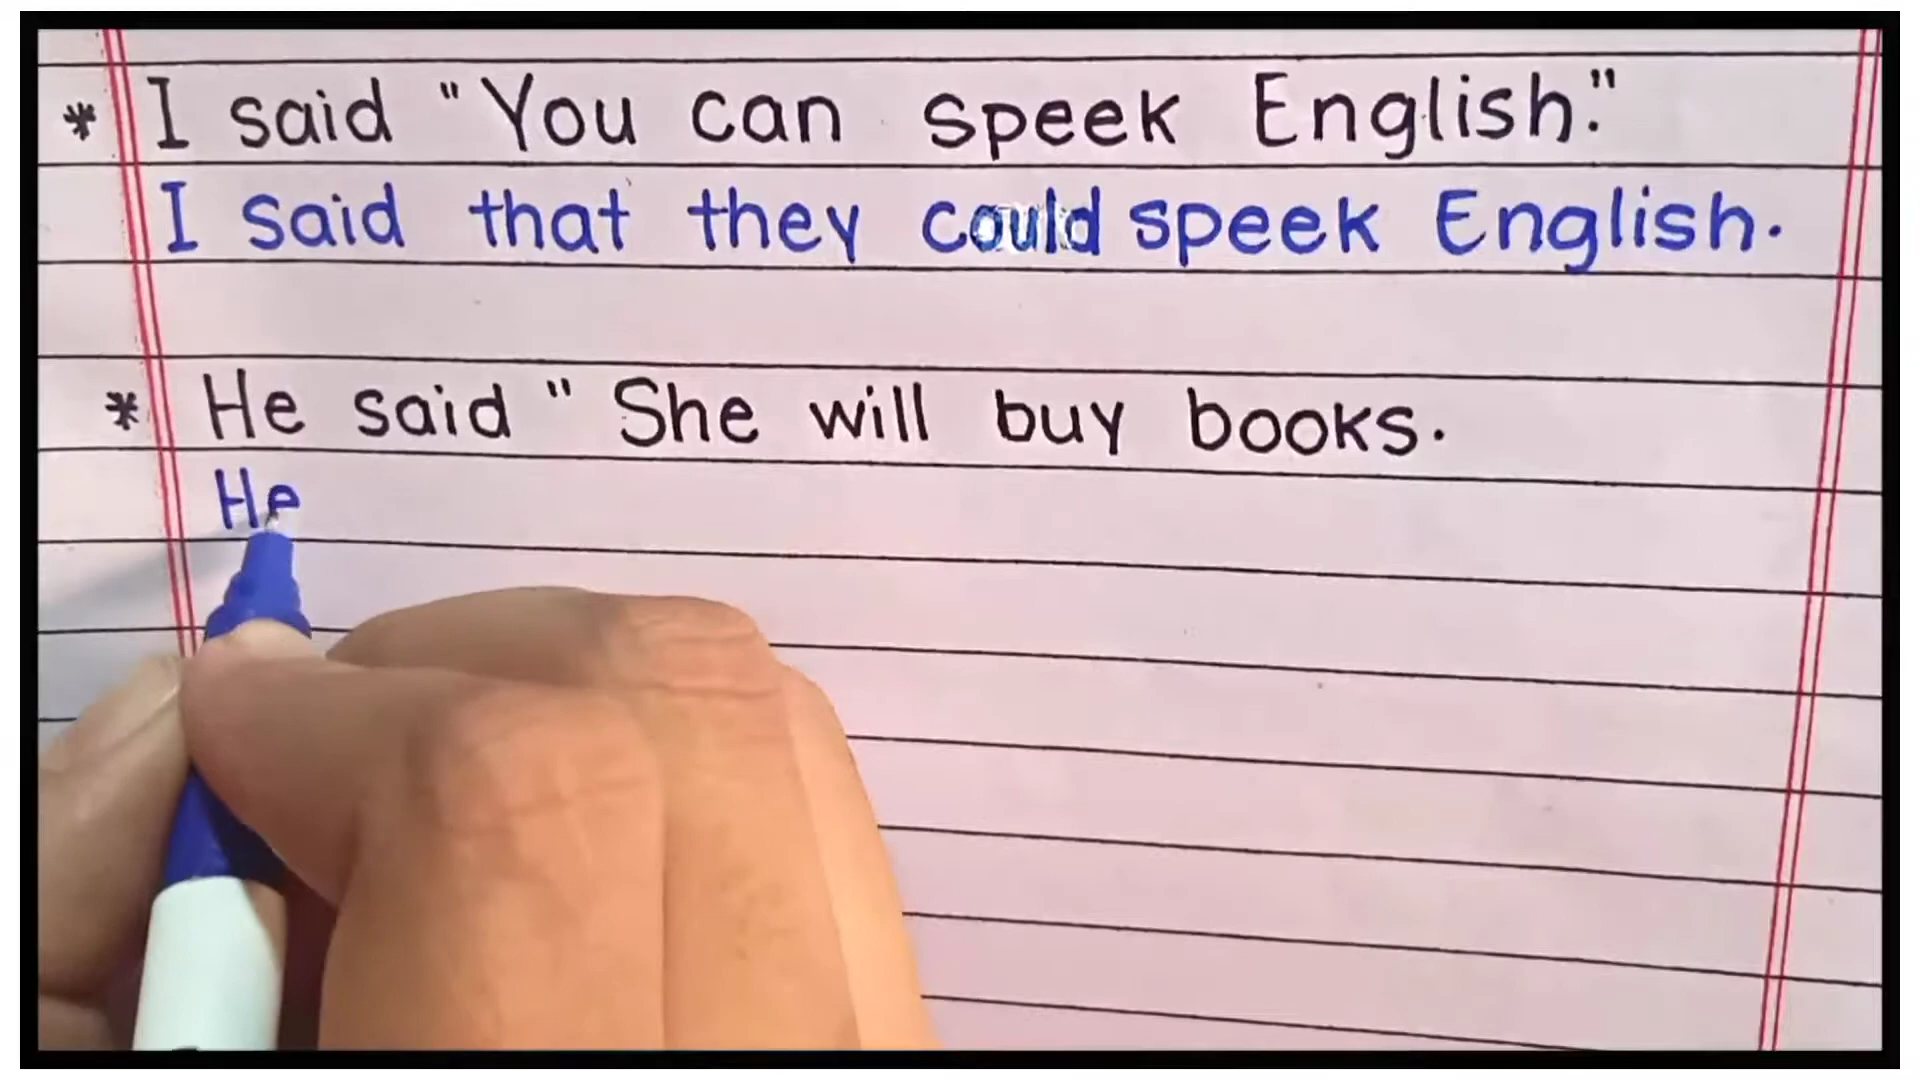 * I said "You can speek English."
I said that they could speek English.
* He said " She will buy books.
He